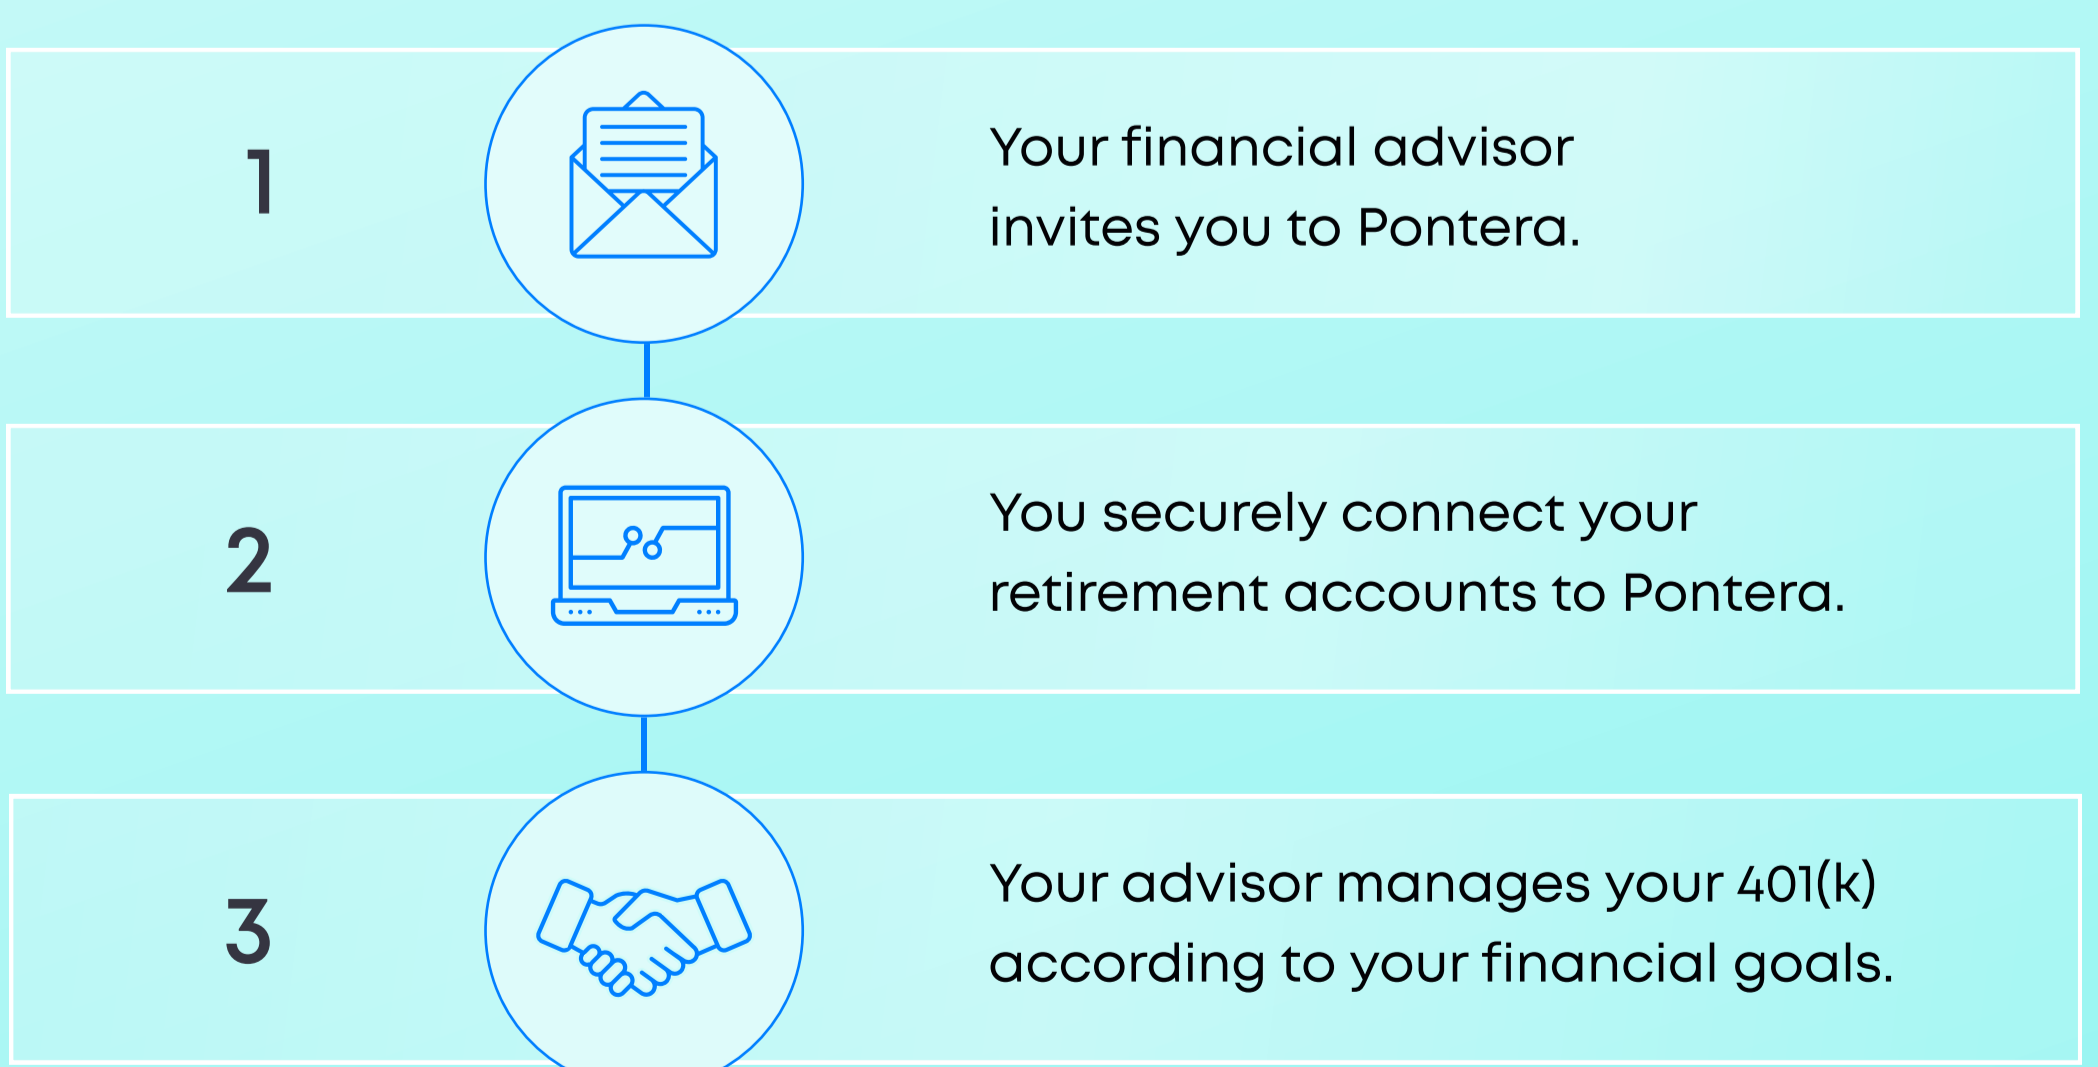 1
Your financial advisor
invites you to Pontera.
2
You securely connect your
retirement accounts to Pontera.
3
Your advisor manages your 401(k)
according to your financial goals.